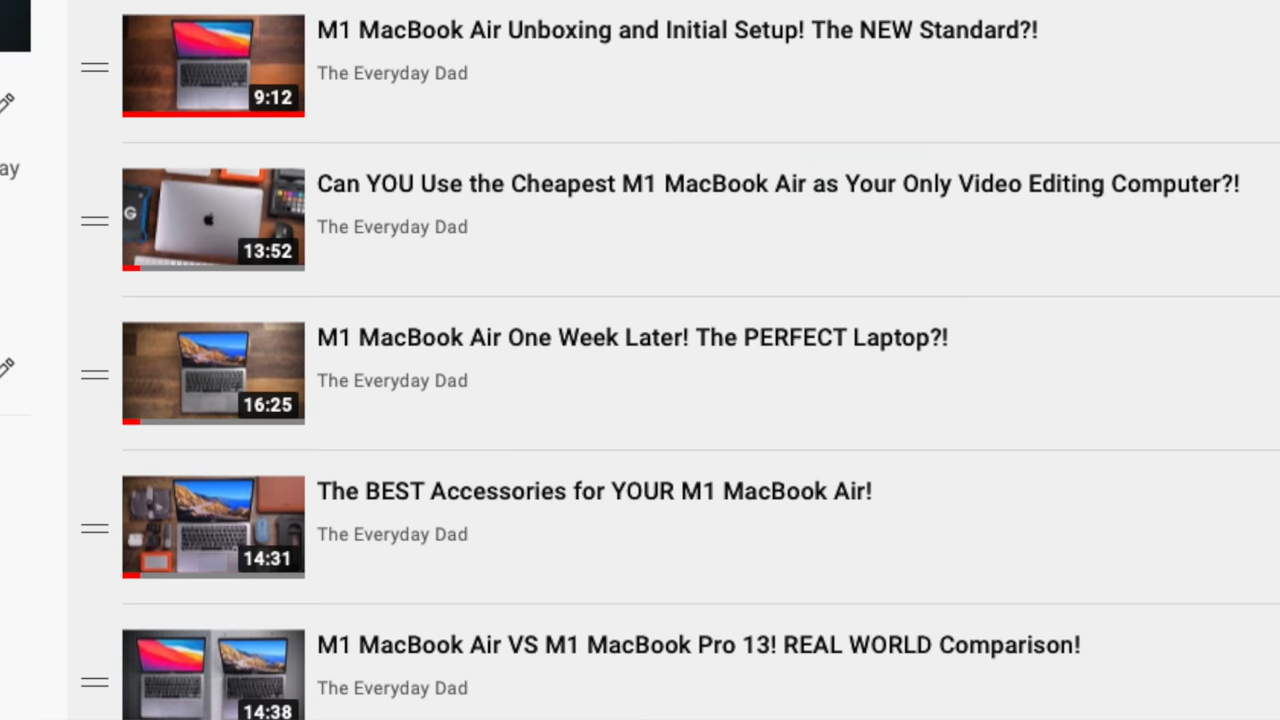 M1 MacBook Air Unboxing and Initial Setup! The NEW Standard?!
The Everyday Dad
9:12
ay
Can YOU Use the Cheapest M1 MacBook Air as Your Only Video Editing Computer?!
The Everyday Dad
G
13:52
M1 MacBook Air One Week Later! The PERFECT Laptop?!
The Everyday Dad
16:25
The BEST Accessories for YOUR M1 MacBook Air!
The Everyday Dad
14:31
M1 MacBook Air VS M1 MacBook Pro 13! REAL WORLD Comparison!
The Everyday Dad
14:38